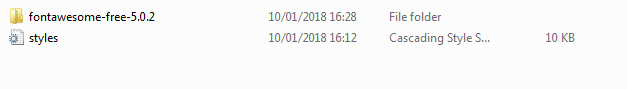 fontawesome-free-5.0.2 10/01/2018 16:28 File folder
styles 10/01/2018 16:12 Cascading Style S... 10 KB